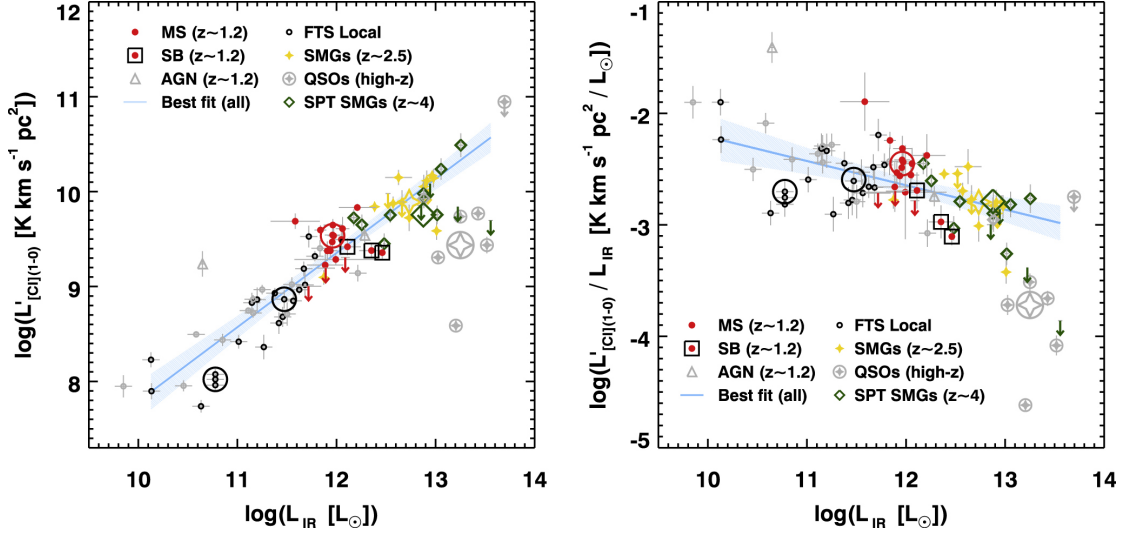 12
11
10
9
8
10
11
12
13
14
log(L'[CI](1-0) [K km s-1 pc2])
log(L IR [L⊙])
MS (z~1.2)
SB (z~1.2)
AGN (z~1.2)
Best fit (all)
FTS Local
SMGs (z~2.5)
QSOs (high-z)
SPT SMGs (z~4)
-1
-2
-3
-4
-5
10
11
12
13
14
log(L'[CI](1-0) / L IR [K km s-1 pc2 / L⊙])
log(L IR [L⊙])
MS (z~1.2)
SB (z~1.2)
AGN (z~1.2)
Best fit (all)
FTS Local
SMGs (z~2.5)
QSOs (high-z)
SPT SMGs (z~4)